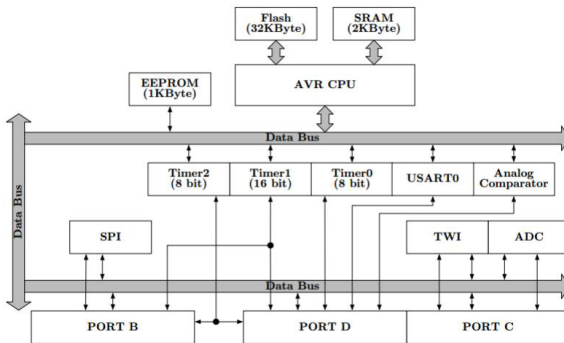 Flash
(32KByte)
SRAM
(2KByte)
EEPROM
(1KByte)
AVR CPU
Data Bus
Timer2
(8 bit)
Timer1
(16 bit)
Timer0
(8 bit)
USART0
Analog
Comparator
Data Bus
SPI
TWI
ADC
Data Bus
PORT B
PORT D
PORT C